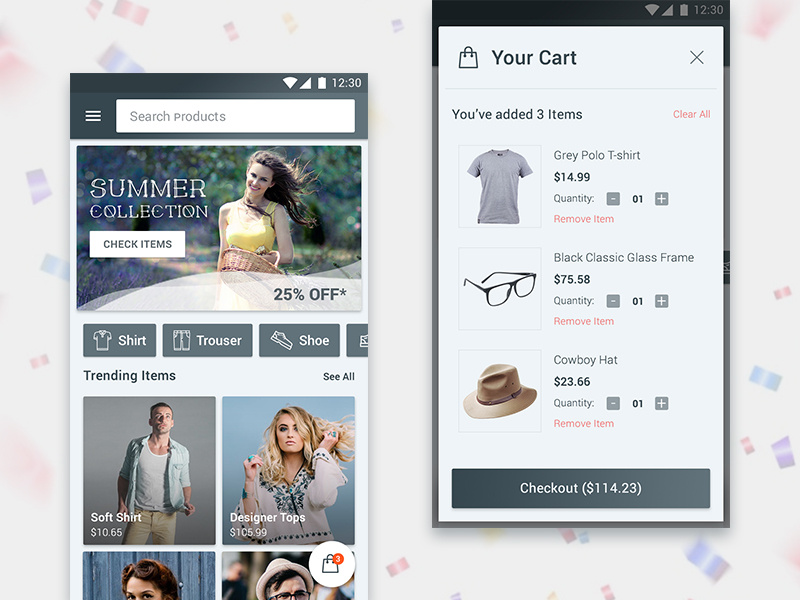 12:30
Search Products
SUMMER
COLLECTION
CHECK ITEMS
25% OFF*
Shirt
Trouser
Shoe
Trending Items
See All
Soft Shirt
$10.65
Designer Tops
$105.99
3
12:30
Your Cart
You've added 3 Items
Clear All
Grey Polo T-shirt
$14.99
Quantity: - 01 +
Remove Item
Black Classic Glass Frame
$75.58
Quantity: - 01 +
Remove Item
Cowboy Hat
$23.66
Quantity: - 01 +
Remove Item
Checkout ($114.23)